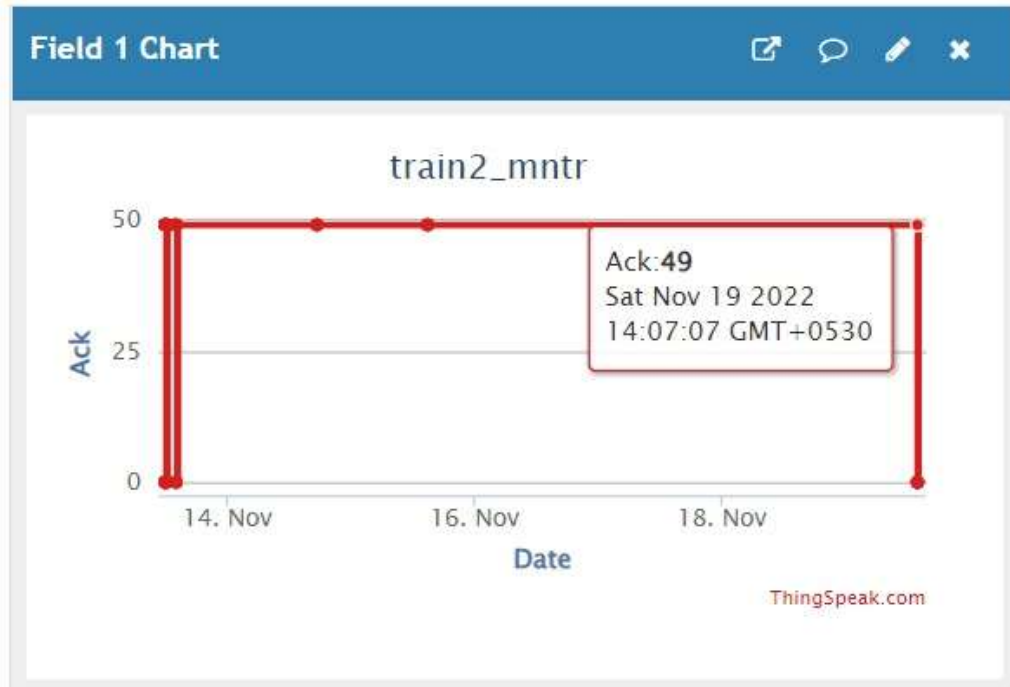 Field 1 Chart
train2_mntr
50
25
0
Ack
Ack:49
Sat Nov 19 2022
14:07:07 GMT+0530
14. Nov
16. Nov
18. Nov
Date
ThingSpeak.com